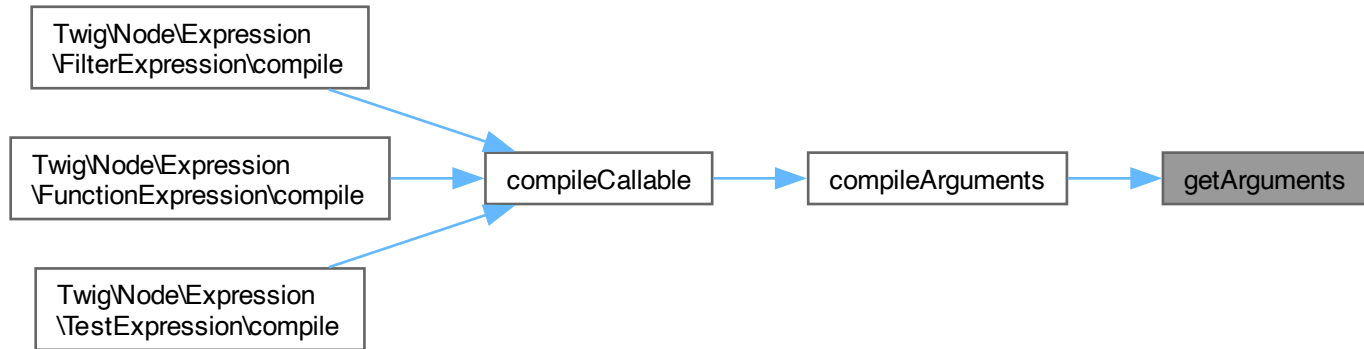 Twig\Node\Expression
\FilterExpression\compile
Twig\Node\Expression
\FunctionExpression\compile
compileCallable
compileArguments
getArguments
Twig\Node\Expression
\TestExpression\compile